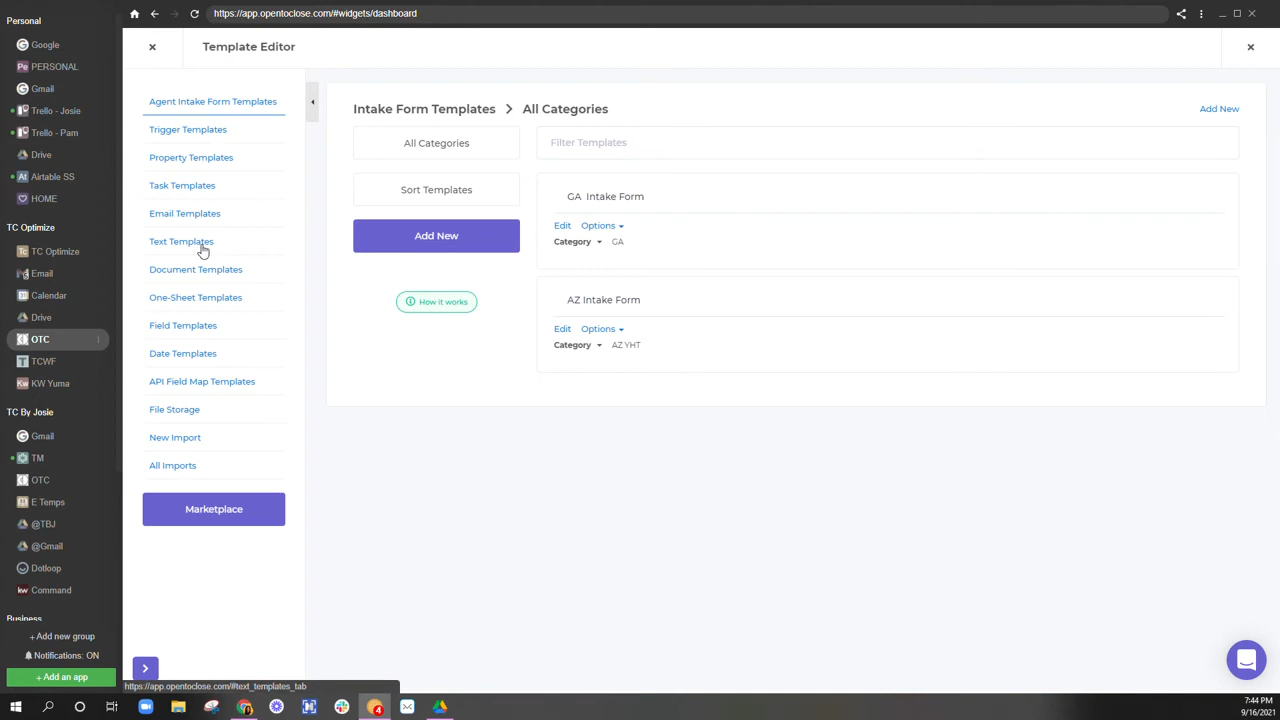 Personal
Google
PERSONAL
Gmail
Trello - Josie
Trello - Pam
Drive
Airtable SS
HOME
TC Optimize
TC Optimize
Email
Calendar
Drive
OTC
TCWF
KW Yuma
TC By Josie
Gmail
TM
OTC
E Temps
@TBJ
@Gmail
Dotloop
Command
Business
+ Add new group
Notifications: ON
+ Add an app
https://app.opentoclose.com/#widgets/dashboard
Template Editor
Agent Intake Form Templates
Trigger Templates
Property Templates
Task Templates
Email Templates
Text Templates
Document Templates
One-Sheet Templates
Field Templates
Date Templates
API Field Map Templates
File Storage
New Import
All Imports
Marketplace
Intake Form Templates > All Categories
Add New
All Categories
Filter Templates
Sort Templates
Add New
How it works
GA Intake Form
Edit Options
Category GA
AZ Intake Form
Edit Options
Category AZ YHT
https://app.opentoclose.com/#text_templates_tab
4
7:44 PM
9/16/2021